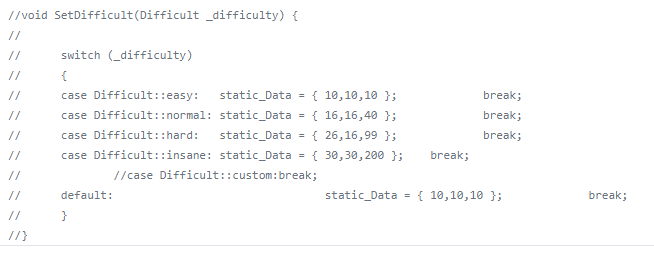 //void SetDifficult(Difficult _difficulty) {
//
//      switch (_difficulty)
//      {
//      case Difficult::easy:   static_Data = { 10,10,10 };             break;
//      case Difficult::normal: static_Data = { 16,16,40 };             break;
//      case Difficult::hard:   static_Data = { 26,16,99 };             break;
//      case Difficult::insane: static_Data = { 30,30,200 };    break;
//              //case Difficult::custom:break;
//      default:                                static_Data = { 10,10,10 };             break;
//      }
//}